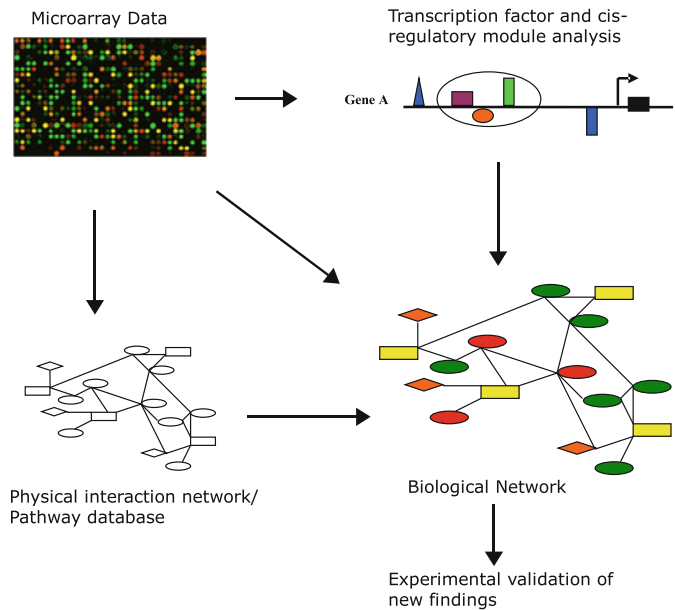 Microarray Data
Transcription factor and cis-
regulatory module analysis
Gene A
Physical interaction network/
Pathway database
Biological Network
Experimental validation of
new findings